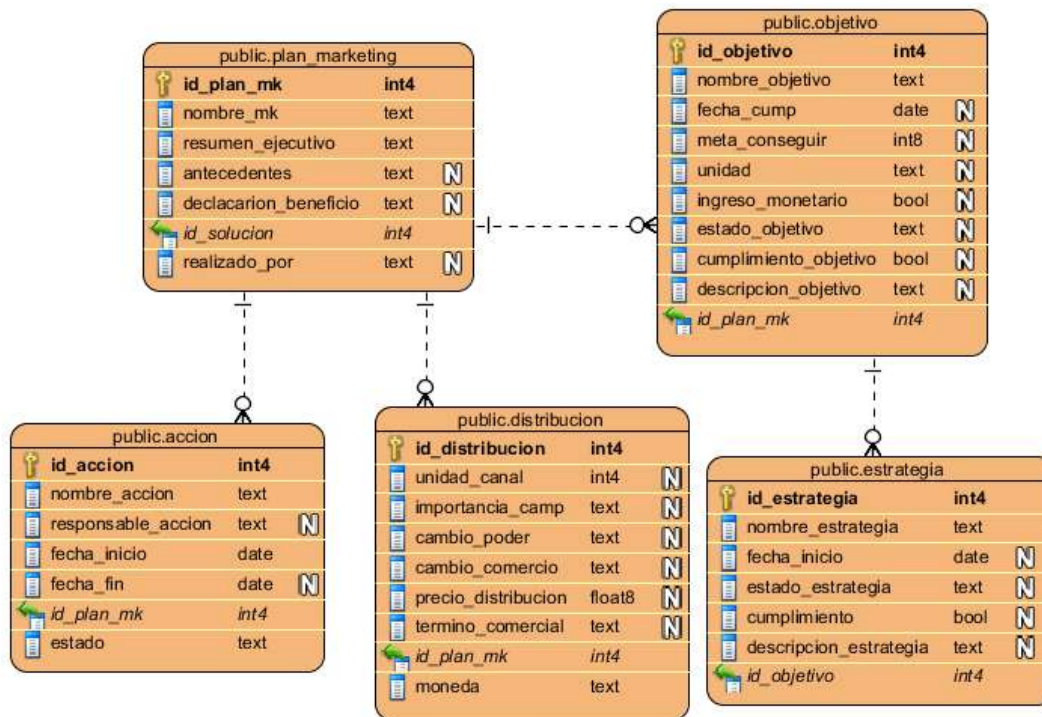 public.plan_marketing
id_plan_mk int4
nombre_mk text
resumen_ejecutivo text
antecedentes text N
declacarion_beneficio text N
id_solucion int4
realizado_por text N
public.objetivo
id_objetivo int4
nombre_objetivo text
fecha_cump date N
meta_conseguir int8 N
unidad text N
ingreso_monetario bool N
estado_objetivo text N
cumplimiento_objetivo bool N
descripcion_objetivo text N
id_plan_mk int4
public.accion
id_accion int4
nombre_accion text
responsable_accion text N
fecha_inicio date
fecha_fin date N
id_plan_mk int4
estado text
public.distribucion
id_distribucion int4
unidad_canal int4 N
importancia_camp text N
cambio_poder text N
cambio_comercio text N
precio_distribucion float8 N
termino_comercial text N
id_plan_mk int4
moneda text
public.estrategia
id_estrategia int4
nombre_estrategia text
fecha_inicio date N
estado_estrategia text N
cumplimiento bool N
descripcion_estrategia text N
id_objetivo int4